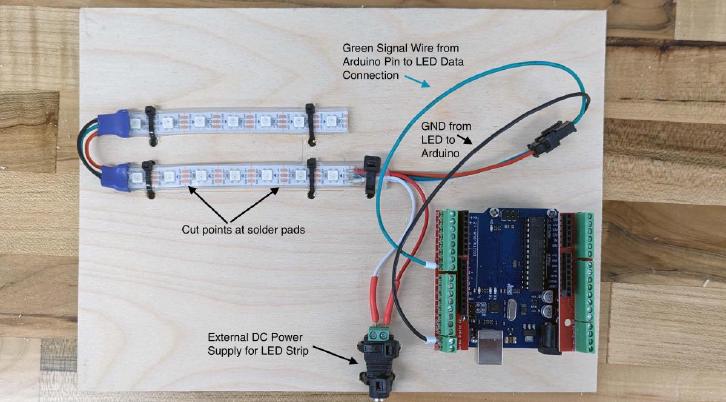 Green Signal Wire from
Arduino Pin to LED Data
Connection
GND from
LED to
Arduino
Cut points at solder pads
External DC Power
Supply for LED Strip